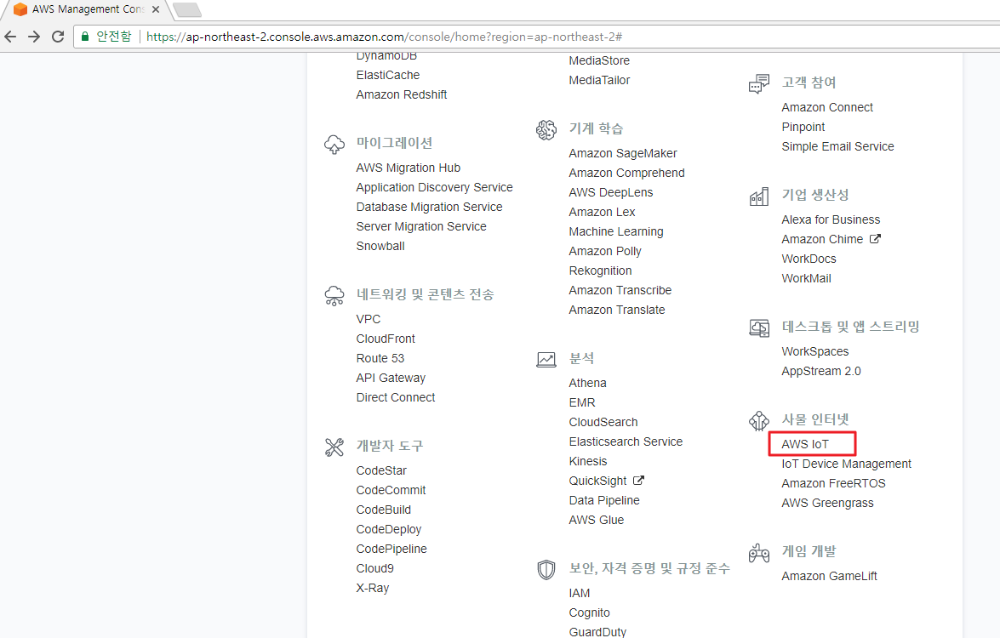 AWS Management Cons
안전함
https://ap-northeast-2.console.aws.amazon.com/console/home?region=ap-northeast-2#
DynamoDB
ElastiCache
Amazon Redshift
마이그레이션
AWS Migration Hub
Application Discovery Service
Database Migration Service
Server Migration Service
Snowball
네트워킹 및 콘텐츠 전송
VPC
CloudFront
Route 53
API Gateway
Direct Connect
개발자 도구
CodeStar
CodeCommit
CodeBuild
CodeDeploy
CodePipeline
Cloud9
X-Ray
MediaStore
MediaTailor
기계 학습
Amazon SageMaker
Amazon Comprehend
AWS DeepLens
Amazon Lex
Machine Learning
Amazon Polly
Rekognition
Amazon Transcribe
Amazon Translate
분석
Athena
EMR
CloudSearch
Elasticsearch Service
Kinesis
QuickSight
Data Pipeline
AWS Glue
보안, 자격 증명 및 규정 준수
IAM
Cognito
GuardDuty
고객 참여
Amazon Connect
Pinpoint
Simple Email Service
기업 생산성
Alexa for Business
Amazon Chime
WorkDocs
WorkMail
데스크톱 및 앱 스트리밍
WorkSpaces
AppStream 2.0
사물 인터넷
AWS IoT
IoT Device Management
Amazon FreeRTOS
AWS Greengrass
게임 개발
Amazon GameLift